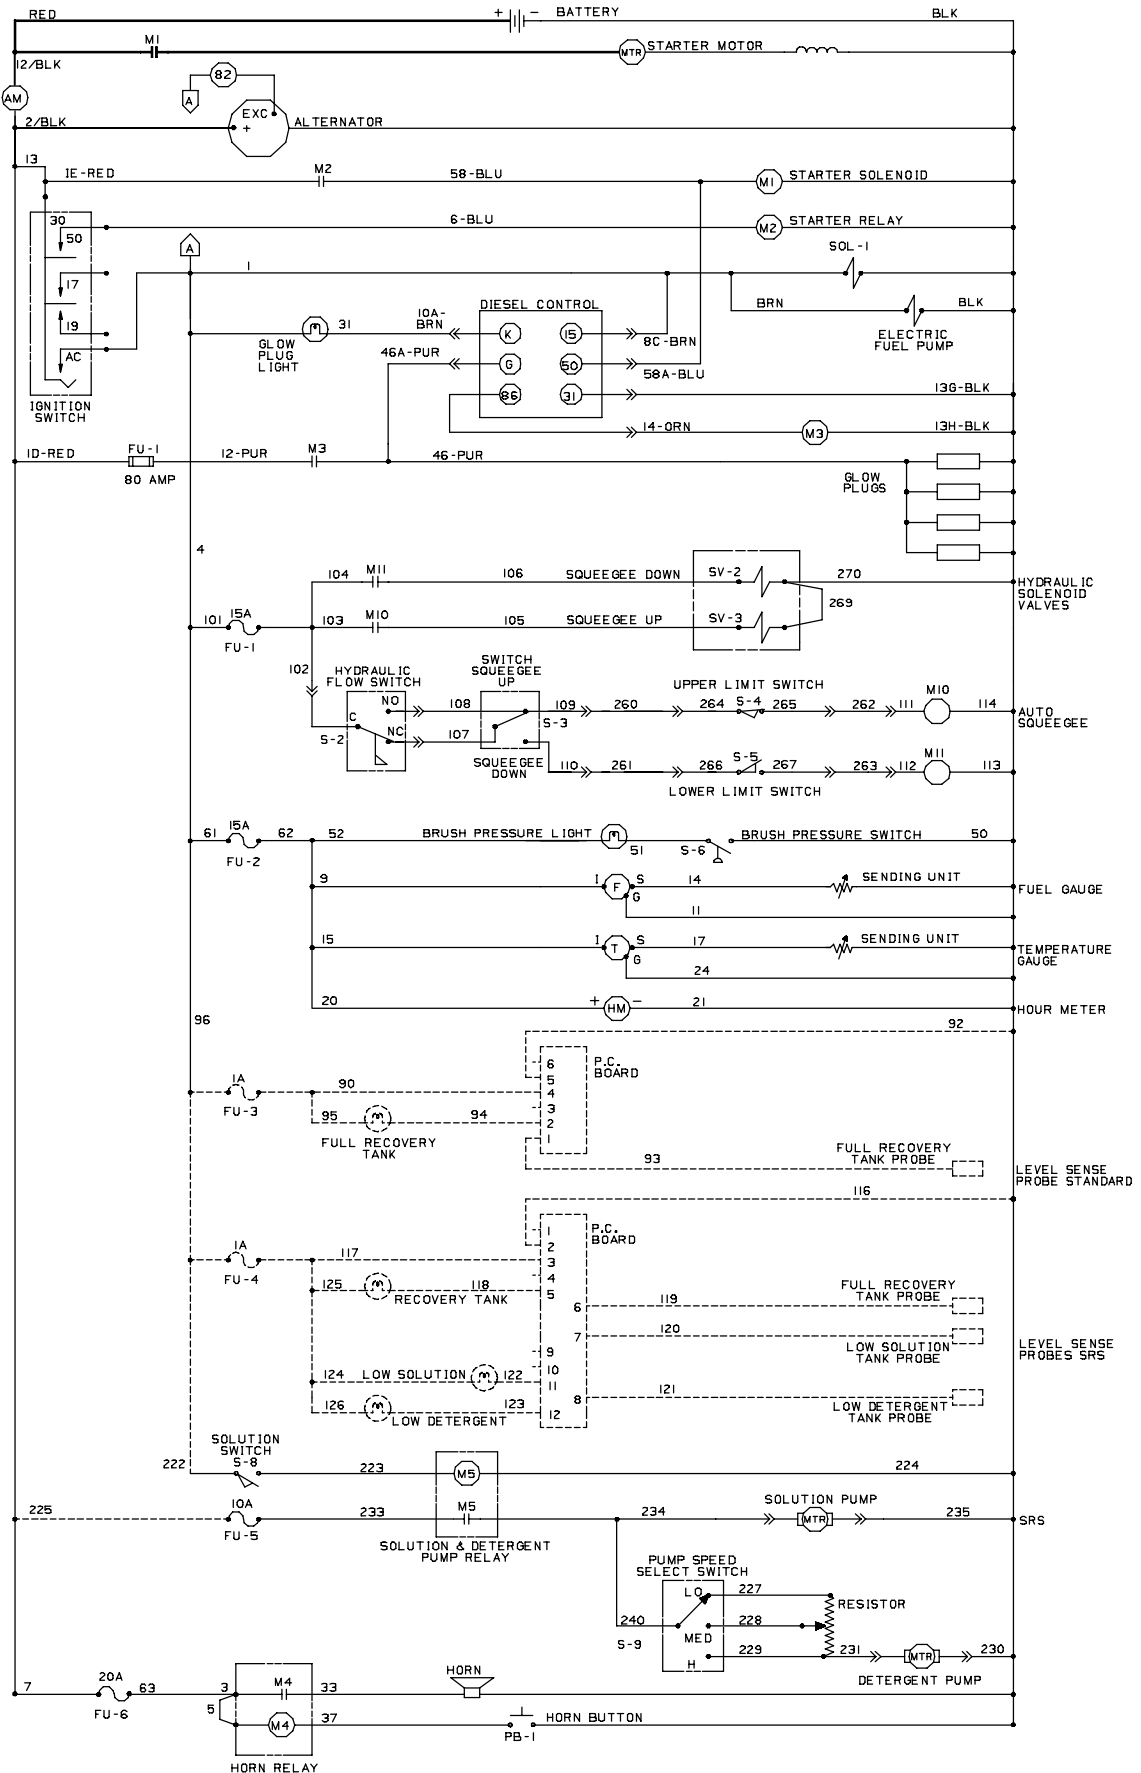 RED
+ - BATTERY
BLK
M1
MTR STARTER MOTOR
12/BLK
82
A
AM
EXC
+
2/BLK
ALTERNATOR
13
1E-RED
M2
58-BLU
M1 STARTER SOLENOID
30
6-BLU
M2 STARTER RELAY
50
A
SOL-1
1
17
BRN
BLK
DIESEL CONTROL
10A-
BRN
19
31
K
15
8C-BRN
ELECTRIC
FUEL PUMP
GLOW
PLUG
LIGHT
AC
46A-PUR
G
50
58A-BLU
86
31
13G-BLK
IGNITION
SWITCH
14-ORN
M3
13H-BLK
1D-RED
FU-1
80 AMP
12-PUR
M3
46-PUR
GLOW
PLUGS
4
104
M11
106
SQUEEGEE DOWN
SV-2
270
HYDRAULIC
SOLENOID
VALVES
269
101
15A
FU-1
103
M10
105
SQUEEGEE UP
SV-3
102
HYDRAULIC
FLOW SWITCH
SWITCH
SQUEEGEE
UP
UPPER LIMIT SWITCH
NO
108
109
260
264
S-4
265
262
111
M10
114
AUTO
SQUEEGEE
C
S-2
NC
107
S-3
SQUEEGEE
DOWN
110
261
266
S-5
267
263
112
M11
113
LOWER LIMIT SWITCH
61
15A
FU-2
62
52
BRUSH PRESSURE LIGHT
51
S-6
BRUSH PRESSURE SWITCH
50
9
I
F
S
G
14
SENDING UNIT
FUEL GAUGE
11
15
I
T
S
G
17
SENDING UNIT
TEMPERATURE
GAUGE
24
20
+ HM -
21
HOUR METER
96
92
P.C.
BOARD
6
5
4
3
2
1
1A
FU-3
90
95
94
FULL RECOVERY
TANK
93
FULL RECOVERY
TANK PROBE
LEVEL SENSE
PROBE STANDARD
116
P.C.
BOARD
1
2
3
4
5
6
7
9
10
11
8
12
1A
FU-4
117
125
118
RECOVERY TANK
119
FULL RECOVERY
TANK PROBE
120
LOW SOLUTION
TANK PROBE
LEVEL SENSE
PROBES SRS
124
LOW SOLUTION
122
121
LOW DETERGENT
TANK PROBE
126
LOW DETERGENT
123
SOLUTION
SWITCH
S-8
222
223
M5
224
225
10A
FU-5
233
M5
SOLUTION & DETERGENT
PUMP RELAY
234
SOLUTION PUMP
MTR
235
SRS
PUMP SPEED
SELECT SWITCH
LO
227
RESISTOR
240
S-9
MED
228
H
229
231
MTR
230
DETERGENT PUMP
7
20A
FU-6
63
3
M4
33
HORN
5
M4
37
PB-1
HORN BUTTON
HORN RELAY